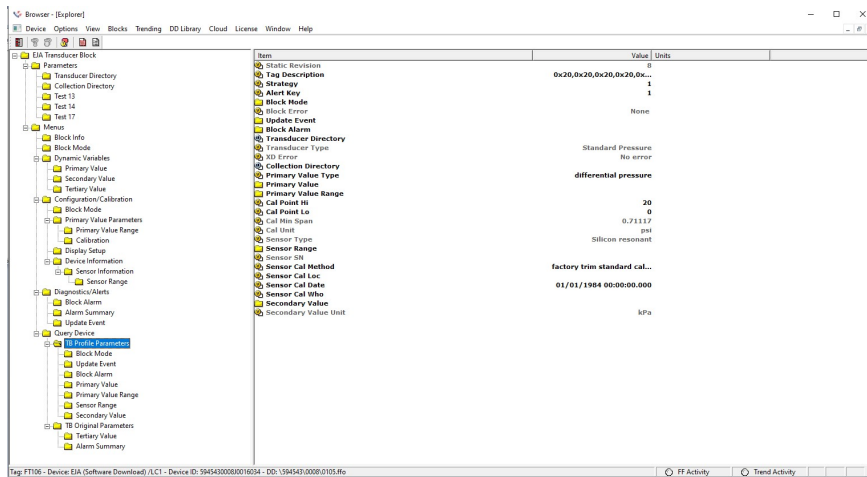 Browser - [Explorer]
Device Options View Blocks Trending DD Library Cloud License Window Help
EJA Transducer Block
Parameters
Transducer Directory
Collection Directory
Test 13
Test 14
Test 17
Menus
Block Info
Block Mode
Dynamic Variables
Primary Value
Secondary Value
Tertiary Value
Configuration/Calibration
Block Mode
Primary Value Parameters
Primary Value Range
Calibration
Display Setup
Device Information
Sensor Information
Sensor Range
Diagnostics/Alerts
Block Alarm
Alarm Summary
Update Event
Query Device
TB Profile Parameters
Block Mode
Update Event
Block Alarm
Primary Value
Primary Value Range
Sensor Range
Secondary Value
TB Original Parameters
Tertiary Value
Alarm Summary
Item Value Units
Static Revision 8
Tag Description 0x20,0x20,0x20,0x20,0x...
Strategy 1
Alert Key 1
Block Mode
Block Error None
Update Event
Block Alarm
Transducer Directory
Transducer Type Standard Pressure
XD Error No error
Collection Directory
Primary Value Type differential pressure
Primary Value
Primary Value Range
Cal Point Hi 20
Cal Point Lo 0
Cal Min Span 0.71117
Cal Unit psi
Sensor Type Silicon resonant
Sensor Range
Sensor SN
Sensor Cal Method factory trim standard cal...
Sensor Cal Loc
Sensor Cal Date 01/01/1984 00:00:00.000
Sensor Cal Who
Secondary Value
Secondary Value Unit kPa
Tag: FT106 - Device: EJA (Software Download) /LC1 - Device ID: 5945430008J0016034 - DD: \594543\0008\0105.ffo FF Activity Trend Activity